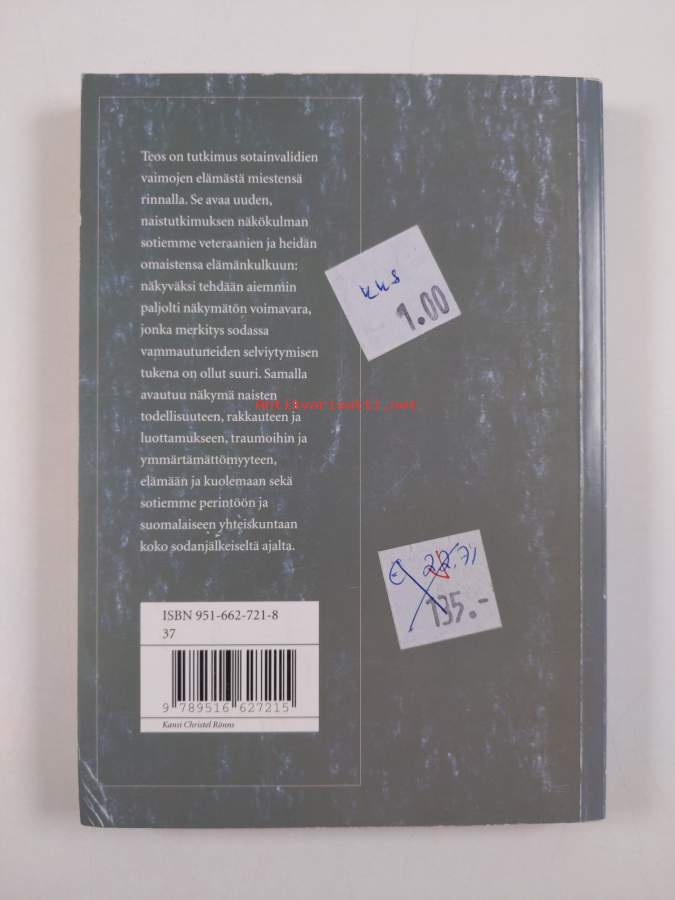 Teos on tutkimus sotainvalidien
vaimojen elämästä miestensä
rinnalla. Se avaa uuden,
naistutkimuksen näkökulman
sotiemme veteraanien ja heidän
omaistensa elämänkulkuun:
näkyväksi tehdään aiemmin
paljolti näkymätön voimavara,
jonka merkitys sodassa
vammautuneiden selviytymisen
tukena on ollut suuri. Samalla
avautuu näkymä naisten
todellisuuteen, rakkauteen ja
luottamukseen, traumoihin ja
ymmärtämättömyyteen,
elämään ja kuolemaan sekä
sotiemme perintöön ja
suomalaiseen yhteiskuntaan
koko sodanjälkeiseltä ajalta.
KKS
1.00
Antikvariaatti.net
€ 22,71
135.-
ISBN 951-662-721-8
37
9 789516 627215
Kansi Christel Rönns